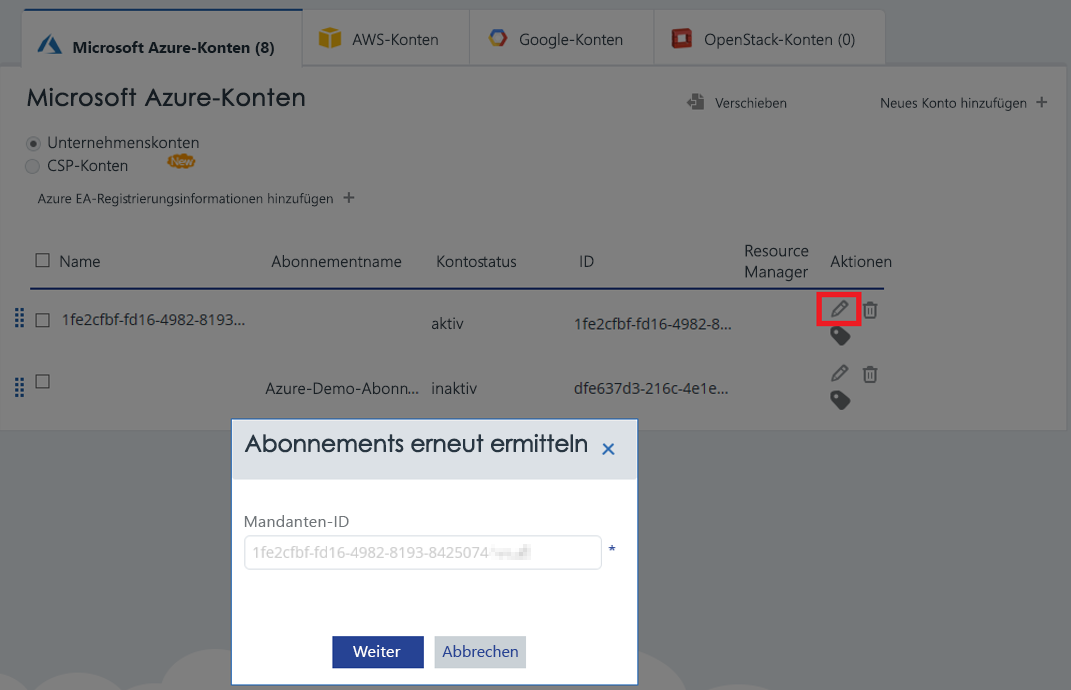 Microsoft Azure-Konten (8)
AWS-Konten
Google-Konten
OpenStack-Konten (0)
Microsoft Azure-Konten
Verschieben
Neues Konto hinzufügen +
Unternehmenskonten
CSP-Konten
New
Azure EA-Registrierungsinformationen hinzufügen +
Name
Abonnementname
Kontostatus
ID
Resource
Manager
Aktionen
1fe2cfbf-fd16-4982-8193...
aktiv
1fe2cfbf-fd16-4982-8...
Azure-Demo-Abonn...
inaktiv
dfe637d3-216c-4e1e...
Abonnements erneut ermitteln
Mandanten-ID
1fe2cfbf-fd16-4982-8193-8425074
*
Weiter
Abbrechen